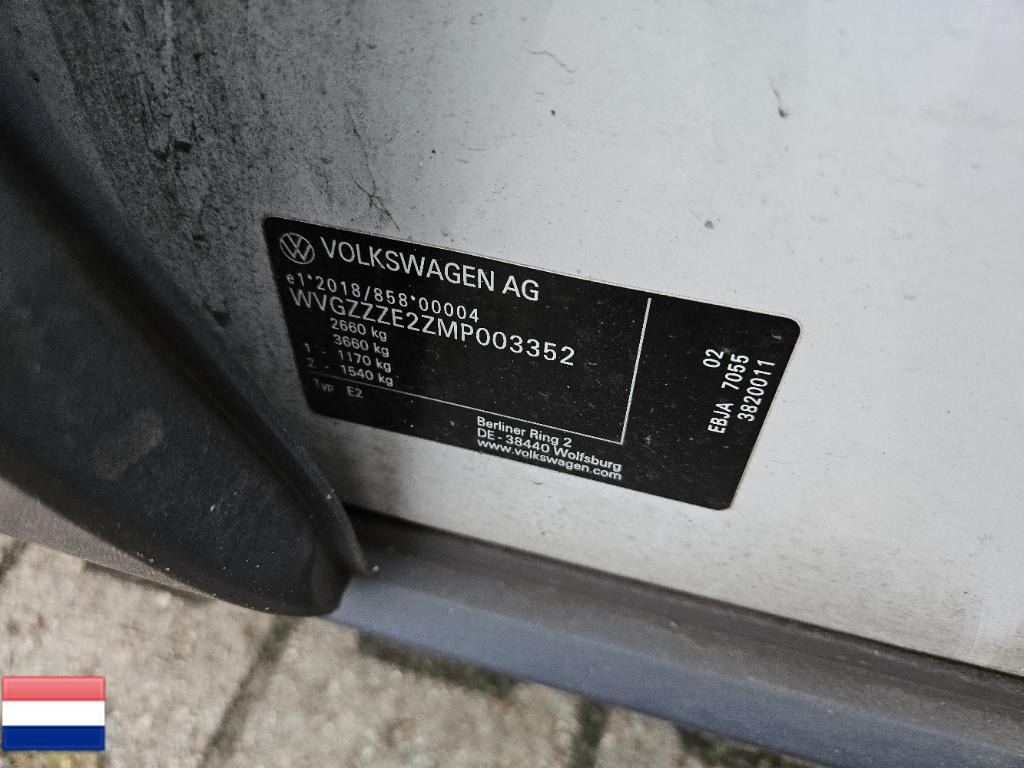 VOLKSWAGEN AG
e1*2018/858*00004
WVGZZZE2ZMP003352
2660 kg
3660 kg
1 - 1170 kg
2 - 1540 kg
Typ E2
Berliner Ring 2
DE - 38440 Wolfsburg
www.volkswagen.com
02
EBJA 7055
3820011